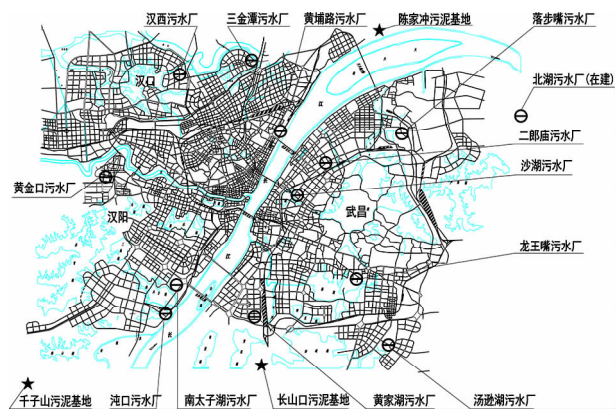 汉西污水厂
三金潭污水厂
黄埔路污水厂
陈家冲污泥基地
落步嘴污水厂
汉口
北湖污水厂(在建)
二郎庙污水厂
沙湖污水厂
黄金口污水厂
汉阳
武昌
龙王嘴污水厂
千子山污泥基地
沌口污水厂
南太子湖污水厂
长山口污泥基地
黄家湖污水厂
汤逊湖污水厂